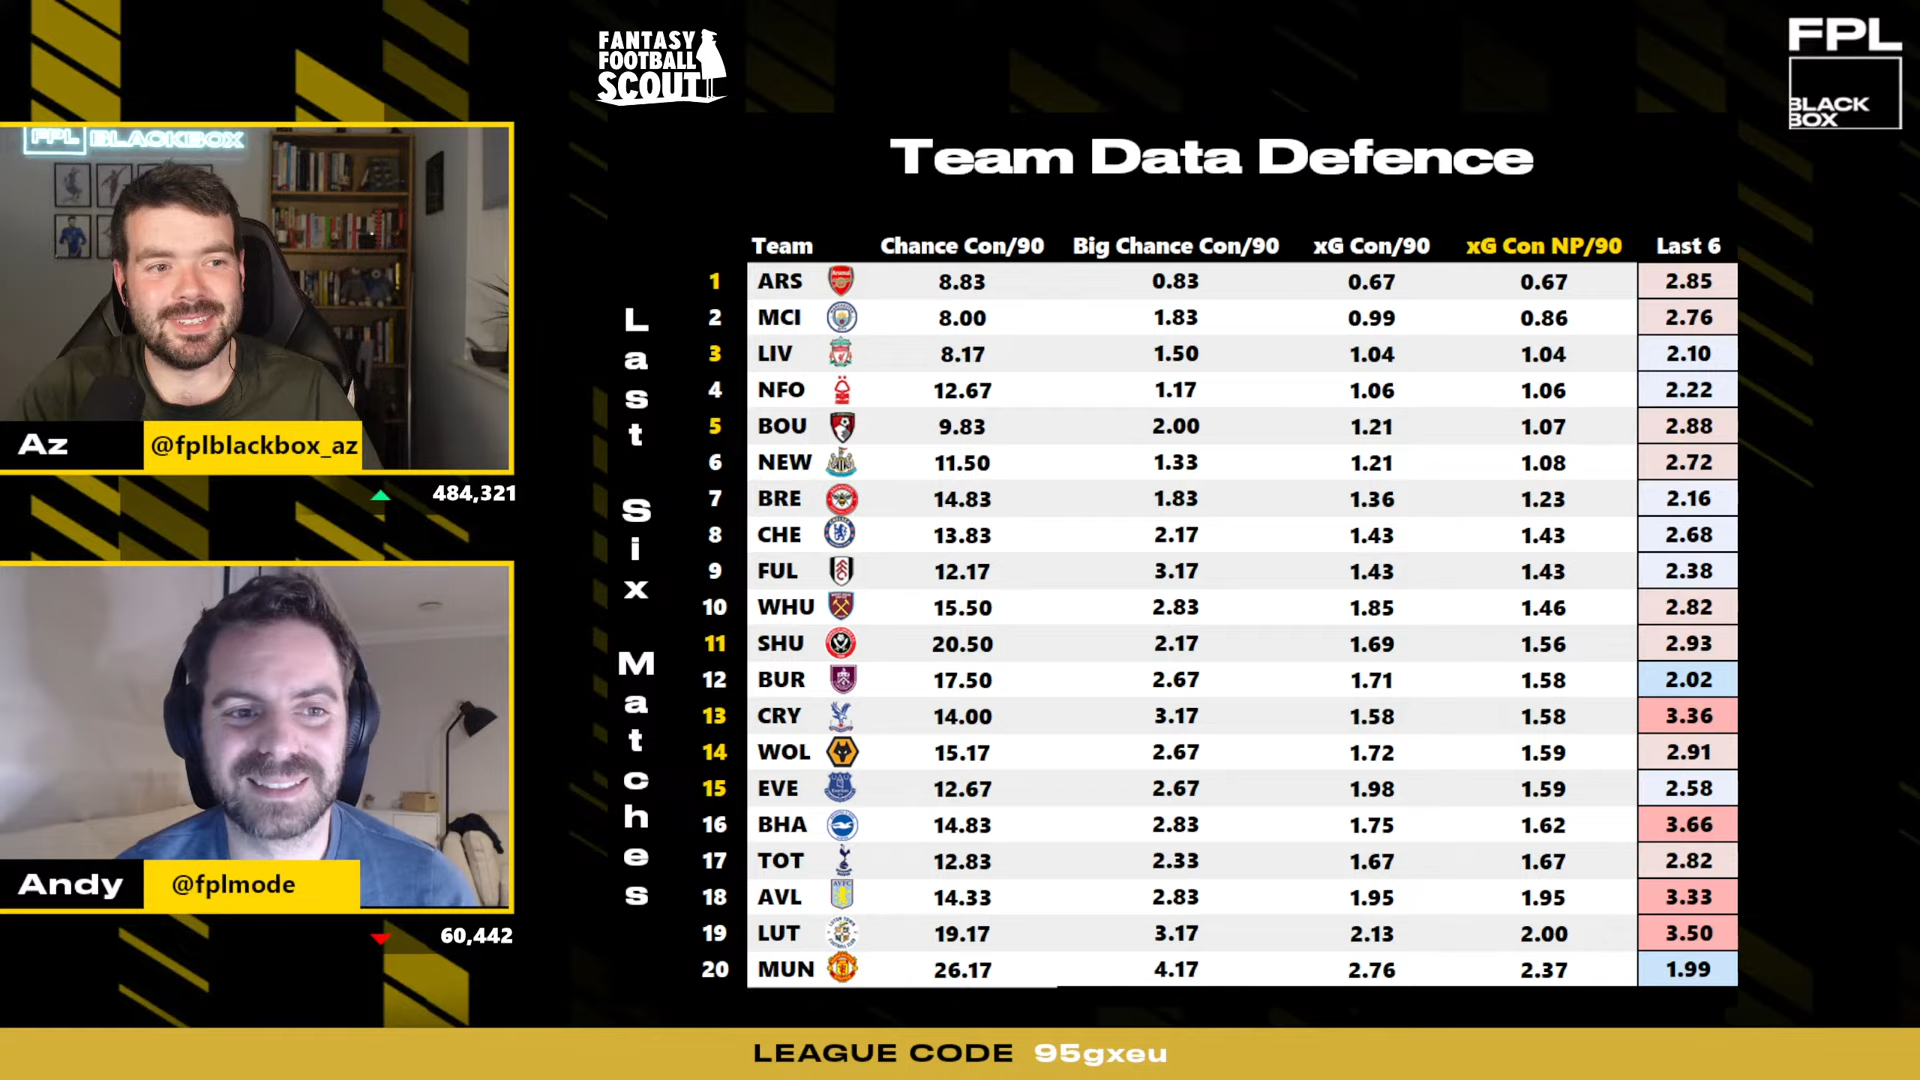 FANTASY
FOOTBALL
SCOUT
FPL
BLACK
BOX
FPL BLACKBOX
Az
@fplblackbox_az
484,321
Andy
@fplmode
60,442
Team Data Defence
Last Six Matches
Team Chance Con/90 Big Chance Con/90 xG Con/90 xG Con NP/90 Last 6
1 ARS 8.83 0.83 0.67 0.67 2.85
2 MCI 8.00 1.83 0.99 0.86 2.76
3 LIV 8.17 1.50 1.04 1.04 2.10
4 NFO 12.67 1.17 1.06 1.06 2.22
5 BOU 9.83 2.00 1.21 1.07 2.88
6 NEW 11.50 1.33 1.21 1.08 2.72
7 BRE 14.83 1.83 1.36 1.23 2.16
8 CHE 13.83 2.17 1.43 1.43 2.68
9 FUL 12.17 3.17 1.43 1.43 2.38
10 WHU 15.50 2.83 1.85 1.46 2.82
11 SHU 20.50 2.17 1.69 1.56 2.93
12 BUR 17.50 2.67 1.71 1.58 2.02
13 CRY 14.00 3.17 1.58 1.58 3.36
14 WOL 15.17 2.67 1.72 1.59 2.91
15 EVE 12.67 2.67 1.98 1.59 2.58
16 BHA 14.83 2.83 1.75 1.62 3.66
17 TOT 12.83 2.33 1.67 1.67 2.82
18 AVL 14.33 2.83 1.95 1.95 3.33
19 LUT 19.17 3.17 2.13 2.00 3.50
20 MUN 26.17 4.17 2.76 2.37 1.99
LEAGUE CODE 95gxeu